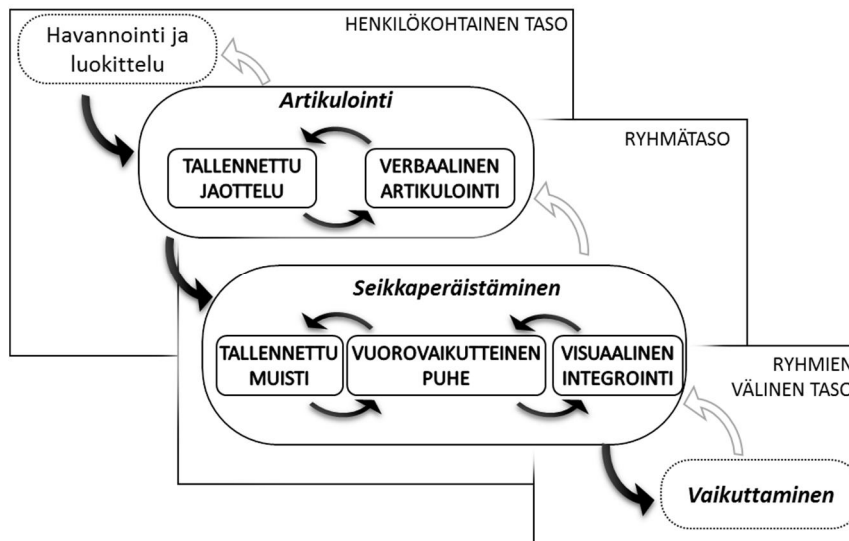 HENKILÖKOHTAINEN TASO
Havannointi ja
luokittelu
Artikulointi
RYHMÄTASO
TALLENNETTU
JAOTTELU
VERBAALINEN
ARTIKULOINTI
Seikkaperäistäminen
TALLENNETTU
MUISTI
VUOROVAIKUTTEINEN
PUHE
VISUAALINEN
INTEGROINTI
RYHMIEN
VÄLINEN TASO
Vaikuttaminen